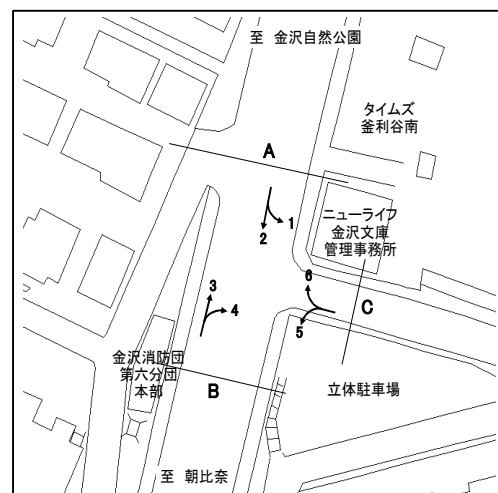 至 金沢自然公園
タイムズ
釜利谷南
A
1
2
ニューライフ
金沢文庫
管理事務所
3
4
6
5
C
金沢消防団
第六分団
本部
B
立体駐車場
至 朝比奈